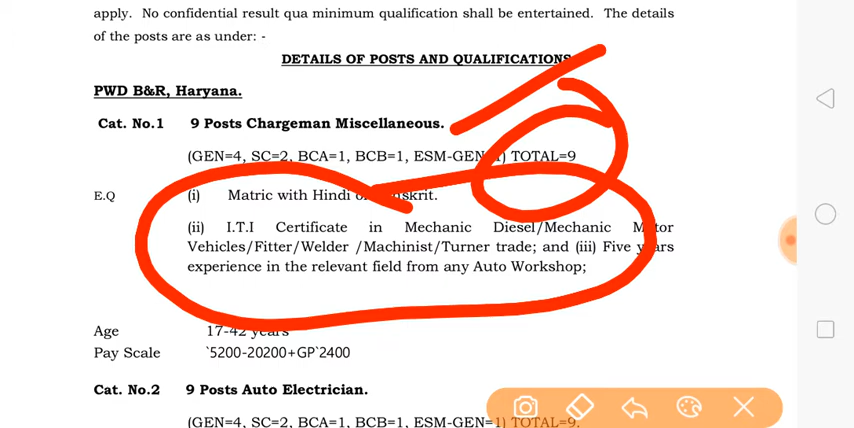 apply. No confidential result qua minimum qualification shall be entertained. The details
of the posts are as under: -
DETAILS OF POSTS AND QUALIFICATIONS
PWD B&R, Haryana.
Cat. No.1 9 Posts Chargeman Miscellaneous.
(GEN=4, SC=2, BCA=1, BCB=1, ESM-GEN=1) TOTAL=9
E.Q (i) Matric with Hindi or Sanskrit.
(ii) I.T.I Certificate in Mechanic Diesel/Mechanic Motor
Vehicles/Fitter/Welder /Machinist/Turner trade; and (iii) Five years
experience in the relevant field from any Auto Workshop;
Age 17-42 years
Pay Scale `5200-20200+GP`2400
Cat. No.2 9 Posts Auto Electrician.
(GEN=4, SC=2, BCA=1, BCB=1, ESM-GEN=1) TOTAL=9.